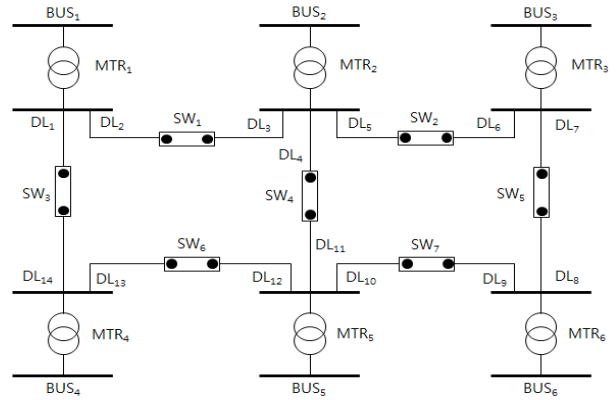 BUS₁ BUS₂ BUS₃
MTR₁ MTR₂ MTR₃
DL₁ DL₂ SW₁ DL₃ DL₅ SW₂ DL₆ DL₇
DL₄
SW₃ SW₄ SW₅
SW₆ DL₁₁ SW₇
DL₁₄ DL₁₃ DL₁₂ DL₁₀ DL₉ DL₈
MTR₄ MTR₅ MTR₆
BUS₄ BUS₅ BUS₆